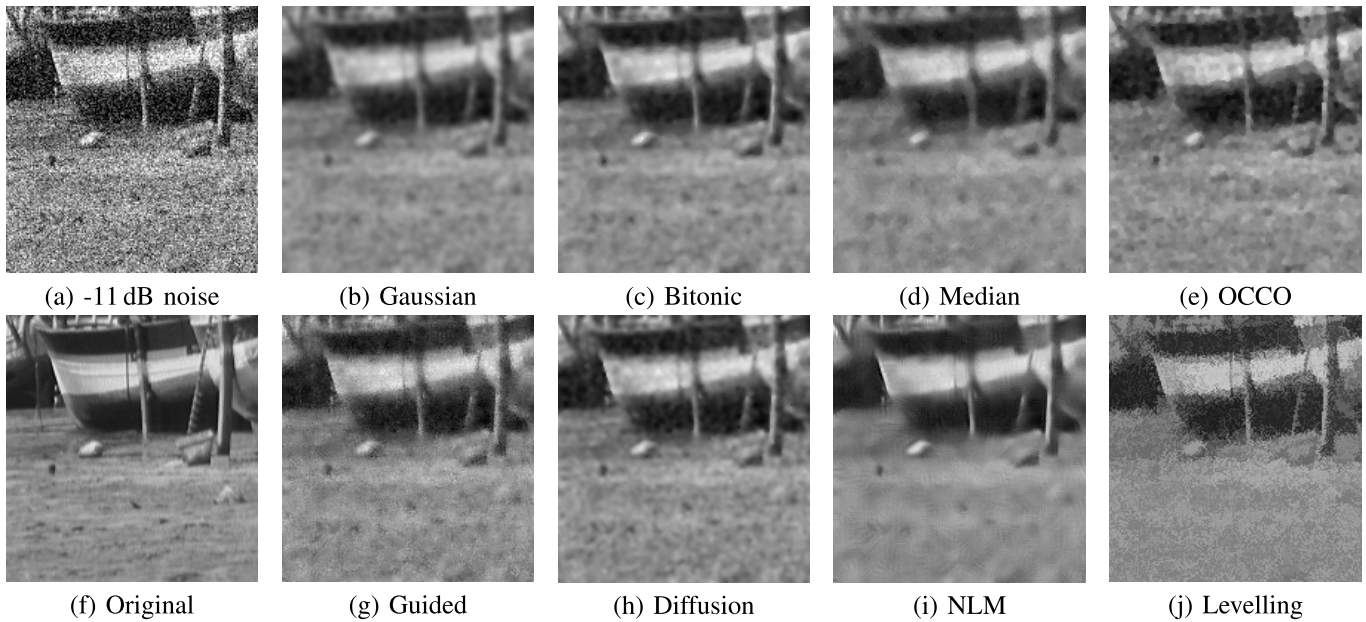 (a) -11 dB noise
(b) Gaussian
(c) Bitonic
(d) Median
(e) OCCO
(f) Original
(g) Guided
(h) Diffusion
(i) NLM
(j) Levelling